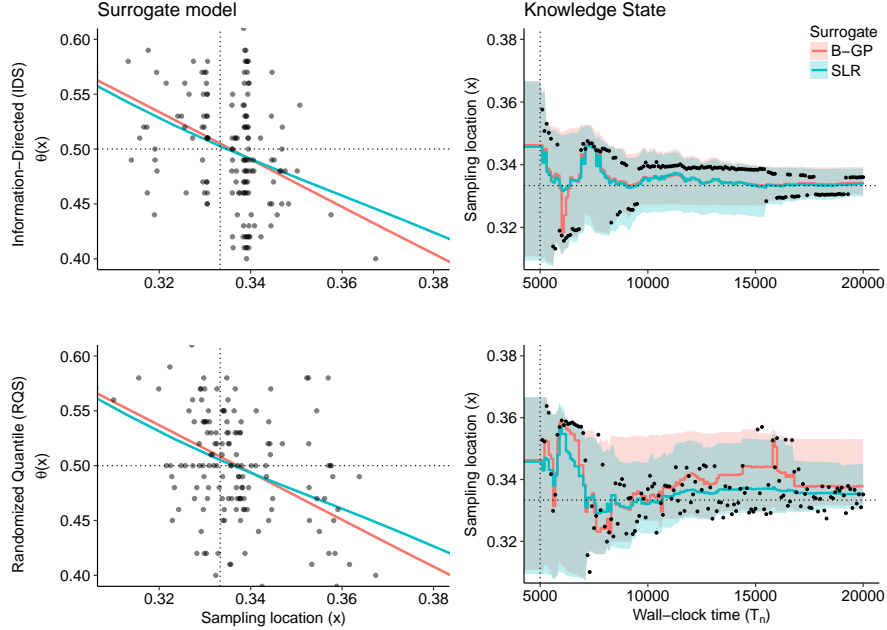 Surrogate model
Knowledge State
Information−Directed (IDS)
θ(x)
0.60
0.55
0.50
0.45
0.40
0.32
0.34
0.36
0.38
Sampling location (x)
0.38
0.36
0.34
0.32
5000
10000
15000
20000
Surrogate
B−GP
SLR
Randomized Quantile (RQS)
θ(x)
0.60
0.55
0.50
0.45
0.40
0.32
0.34
0.36
0.38
Sampling location (x)
Sampling location (x)
0.38
0.36
0.34
0.32
5000
10000
15000
20000
Wall−clock time (Tn)